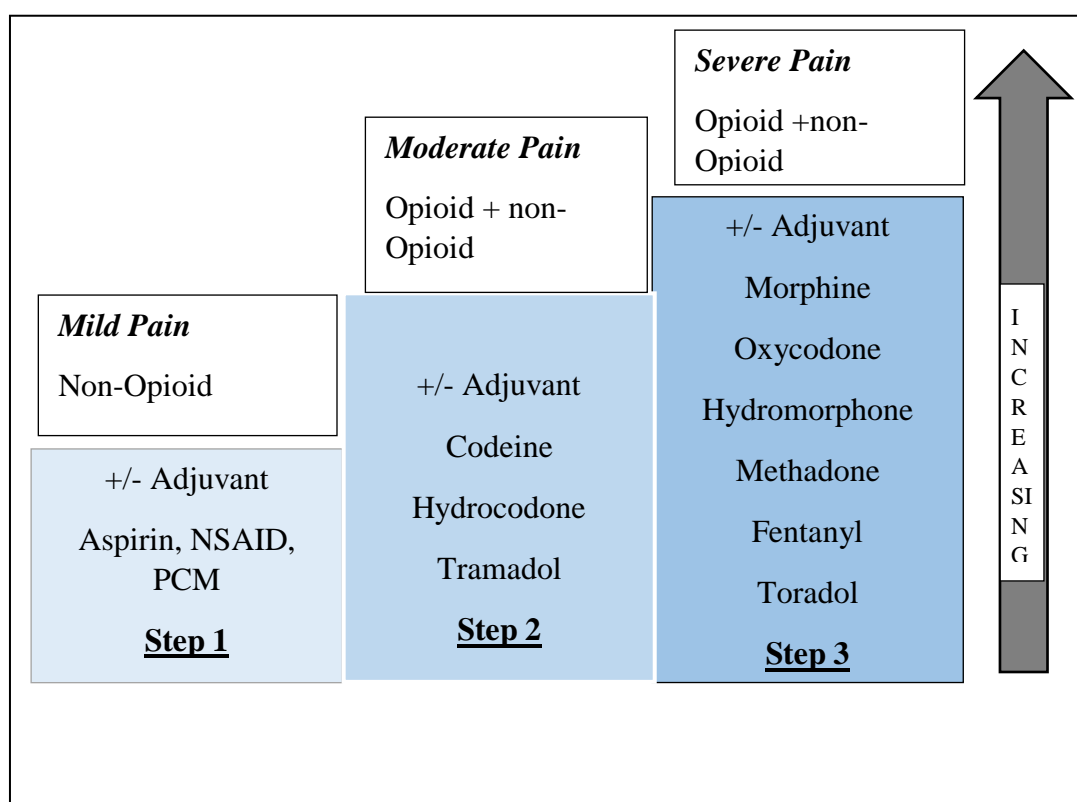 Mild Pain
Non-Opioid
+/- Adjuvant
Aspirin, NSAID,
PCM
Step 1
Moderate Pain
Opioid + non-
Opioid
+/- Adjuvant
Codeine
Hydrocodone
Tramadol
Step 2
Severe Pain
Opioid +non-
Opioid
+/- Adjuvant
Morphine
Oxycodone
Hydromorphone
Methadone
Fentanyl
Toradol
Step 3
I
N
C
R
E
A
SI
N
G